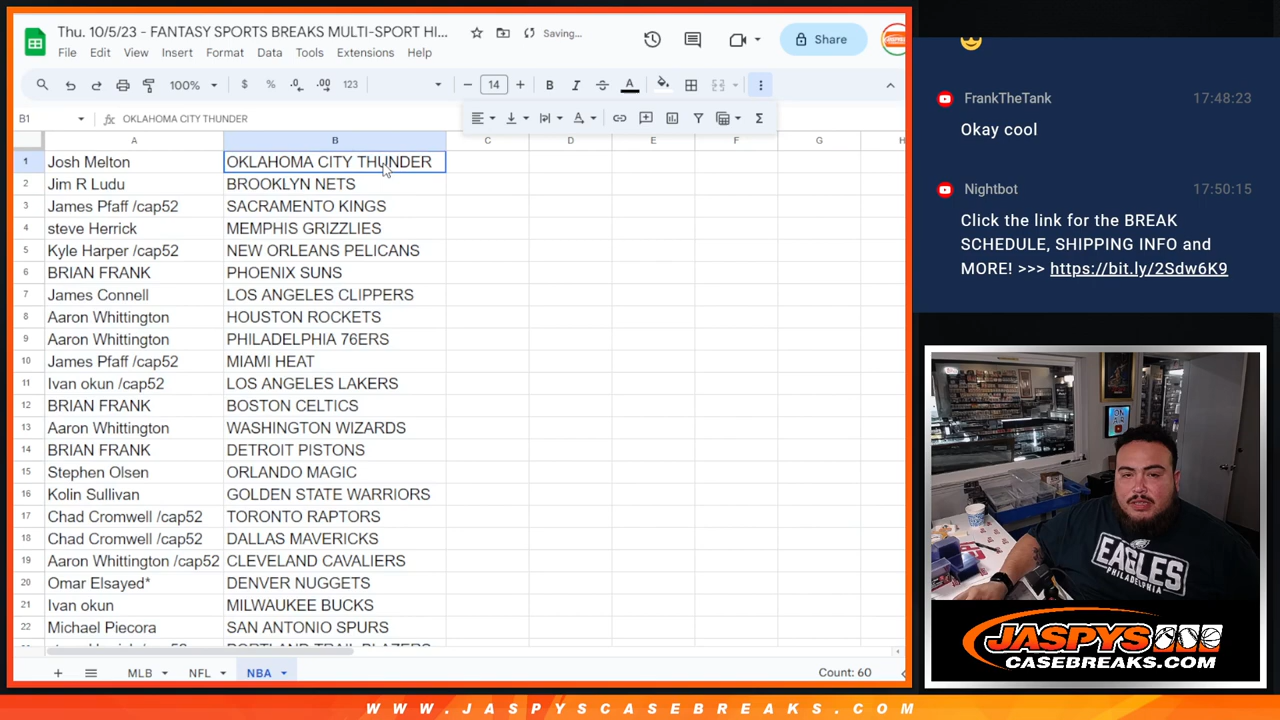 Thu. 10/5/23 - FANTASY SPORTS BREAKS MULTI-SPORT HI...
Saving...
Share
File Edit View Insert Format Data Tools Extensions Help
100% $ % .0 .00 123 14 B I S A
B1 fx OKLAHOMA CITY THUNDER
A B C D E F G H
1 Josh Melton OKLAHOMA CITY THUNDER
2 Jim R Ludu BROOKLYN NETS
3 James Pfaff /cap52 SACRAMENTO KINGS
4 steve Herrick MEMPHIS GRIZZLIES
5 Kyle Harper /cap52 NEW ORLEANS PELICANS
6 BRIAN FRANK PHOENIX SUNS
7 James Connell LOS ANGELES CLIPPERS
8 Aaron Whittington HOUSTON ROCKETS
9 Aaron Whittington PHILADELPHIA 76ERS
10 James Pfaff /cap52 MIAMI HEAT
11 Ivan okun /cap52 LOS ANGELES LAKERS
12 BRIAN FRANK BOSTON CELTICS
13 Aaron Whittington WASHINGTON WIZARDS
14 BRIAN FRANK DETROIT PISTONS
15 Stephen Olsen ORLANDO MAGIC
16 Kolin Sullivan GOLDEN STATE WARRIORS
17 Chad Cromwell /cap52 TORONTO RAPTORS
18 Chad Cromwell /cap52 DALLAS MAVERICKS
19 Aaron Whittington /cap52 CLEVELAND CAVALIERS
20 Omar Elsayed* DENVER NUGGETS
21 Ivan okun MILWAUKEE BUCKS
22 Michael Piecora SAN ANTONIO SPURS
PORTLAND TRAIL BLAZERS
MLB NFL NBA Count: 60
FrankTheTank 17:48:23
Okay cool
Nightbot 17:50:15
Click the link for the BREAK
SCHEDULE, SHIPPING INFO and
MORE! >>> https://bit.ly/2Sdw6K9
ON AIR
EAGLES
PHILADELPHIA
JASPYS
CASEBREAKS.COM
WWW.JASPYSCASEBREAKS.COM